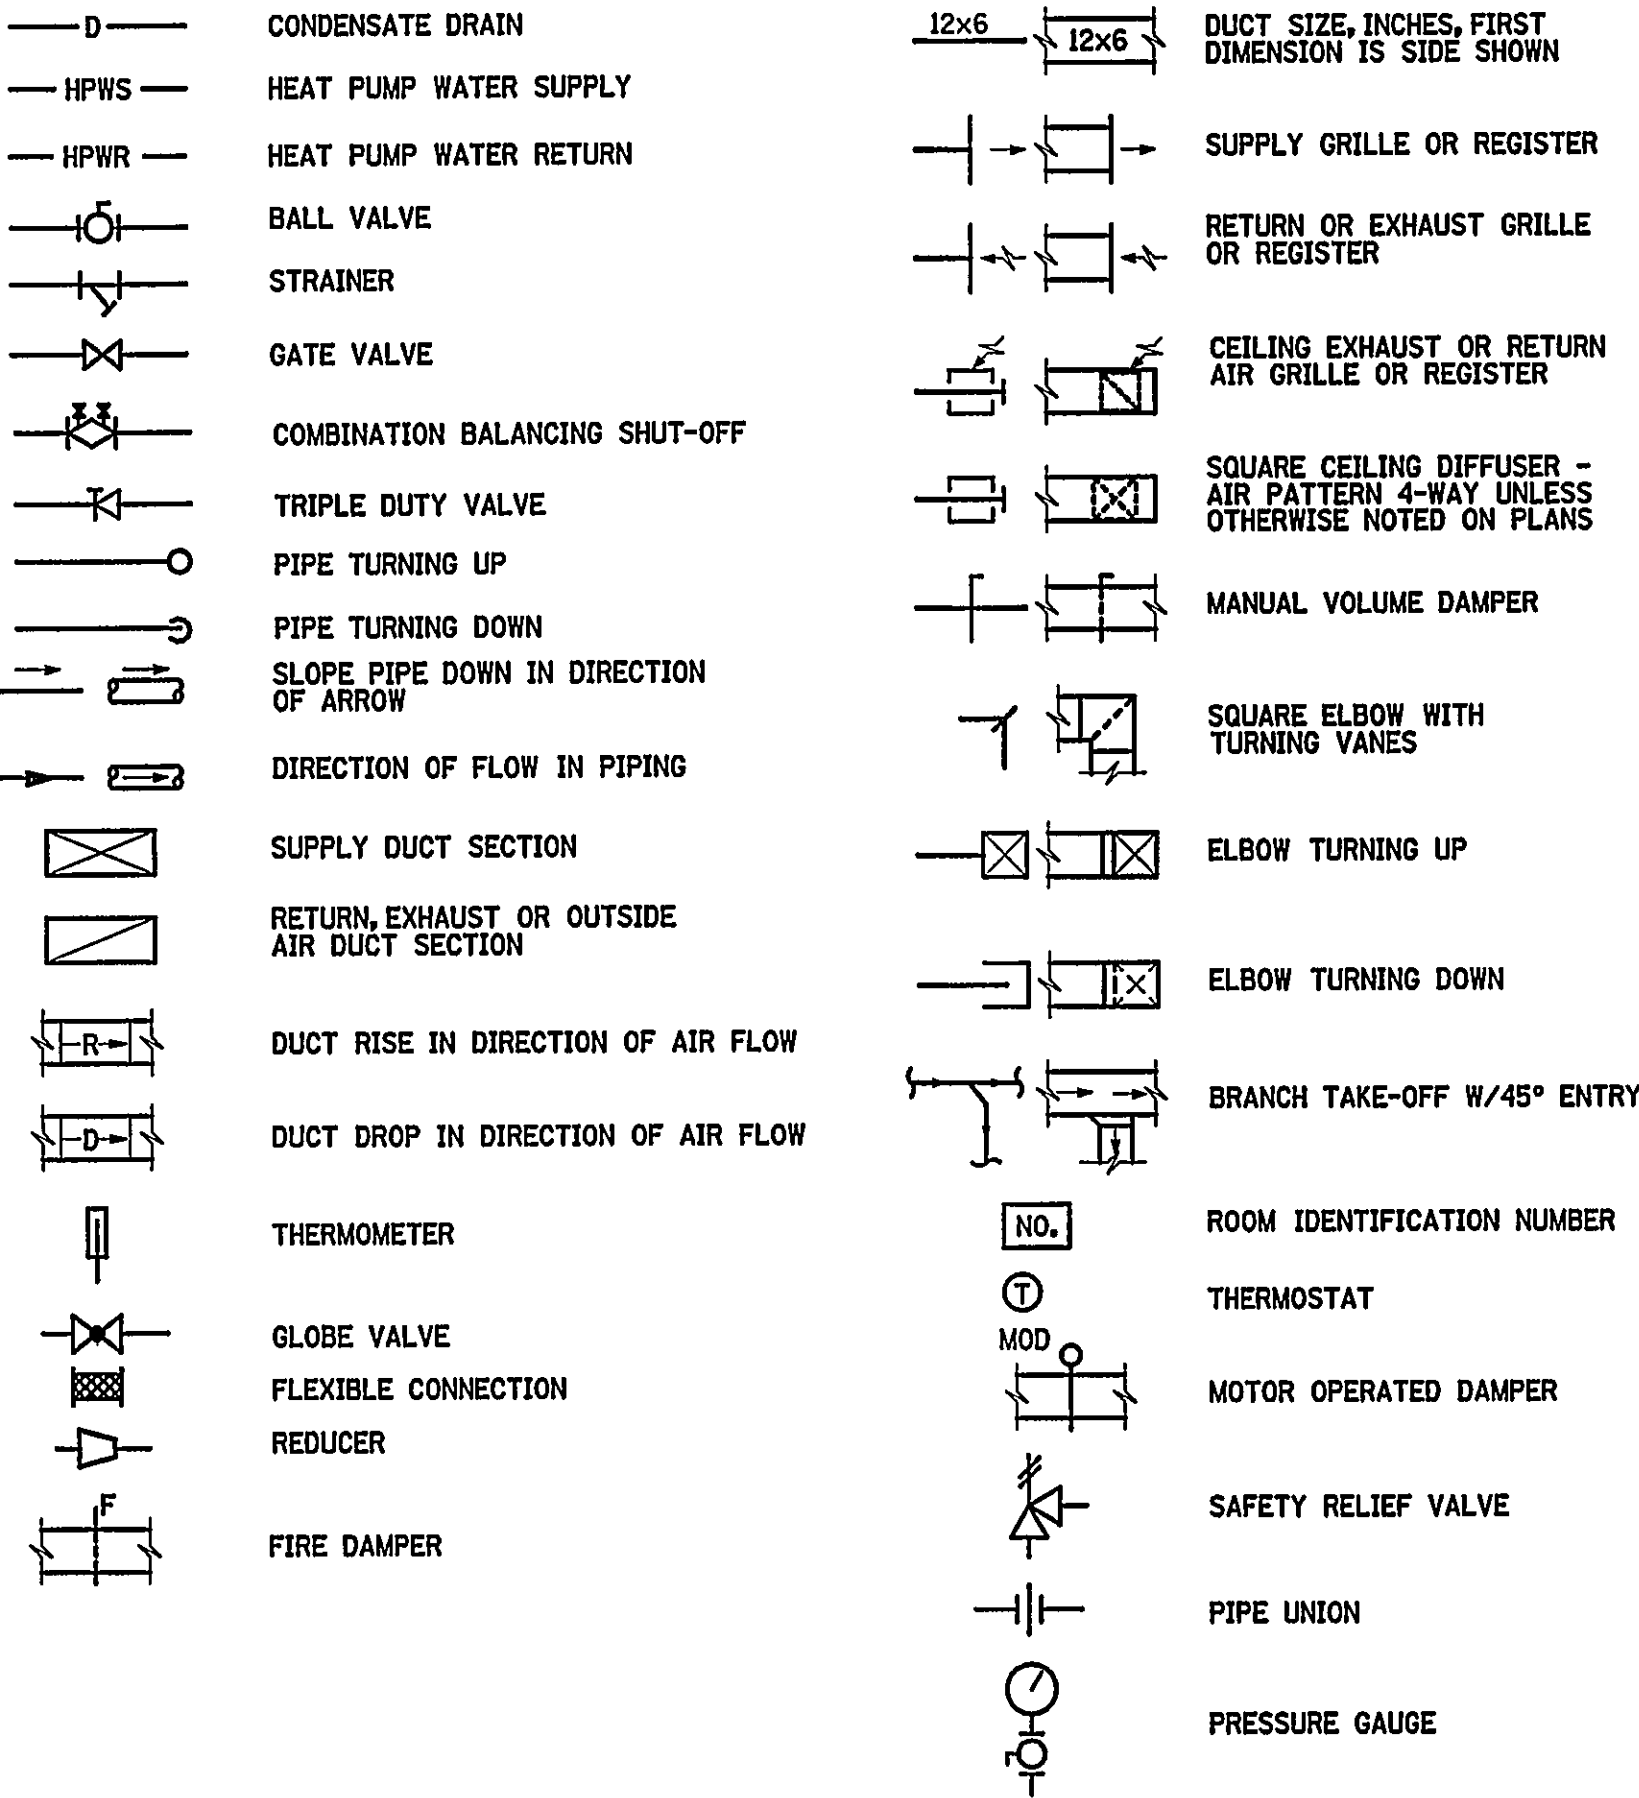 D CONDENSATE DRAIN
HPWS HEAT PUMP WATER SUPPLY
HPWR HEAT PUMP WATER RETURN
BALL VALVE
STRAINER
GATE VALVE
COMBINATION BALANCING SHUT-OFF
TRIPLE DUTY VALVE
PIPE TURNING UP
PIPE TURNING DOWN
SLOPE PIPE DOWN IN DIRECTION
OF ARROW
DIRECTION OF FLOW IN PIPING
SUPPLY DUCT SECTION
RETURN, EXHAUST OR OUTSIDE
AIR DUCT SECTION
R DUCT RISE IN DIRECTION OF AIR FLOW
D DUCT DROP IN DIRECTION OF AIR FLOW
THERMOMETER
GLOBE VALVE
FLEXIBLE CONNECTION
REDUCER
F
FIRE DAMPER
12x6 12x6 DUCT SIZE, INCHES, FIRST
DIMENSION IS SIDE SHOWN
SUPPLY GRILLE OR REGISTER
RETURN OR EXHAUST GRILLE
OR REGISTER
CEILING EXHAUST OR RETURN
AIR GRILLE OR REGISTER
SQUARE CEILING DIFFUSER -
AIR PATTERN 4-WAY UNLESS
OTHERWISE NOTED ON PLANS
MANUAL VOLUME DAMPER
SQUARE ELBOW WITH
TURNING VANES
ELBOW TURNING UP
ELBOW TURNING DOWN
BRANCH TAKE-OFF W/45° ENTRY
NO. ROOM IDENTIFICATION NUMBER
T THERMOSTAT
MOD
MOTOR OPERATED DAMPER
SAFETY RELIEF VALVE
PIPE UNION
PRESSURE GAUGE